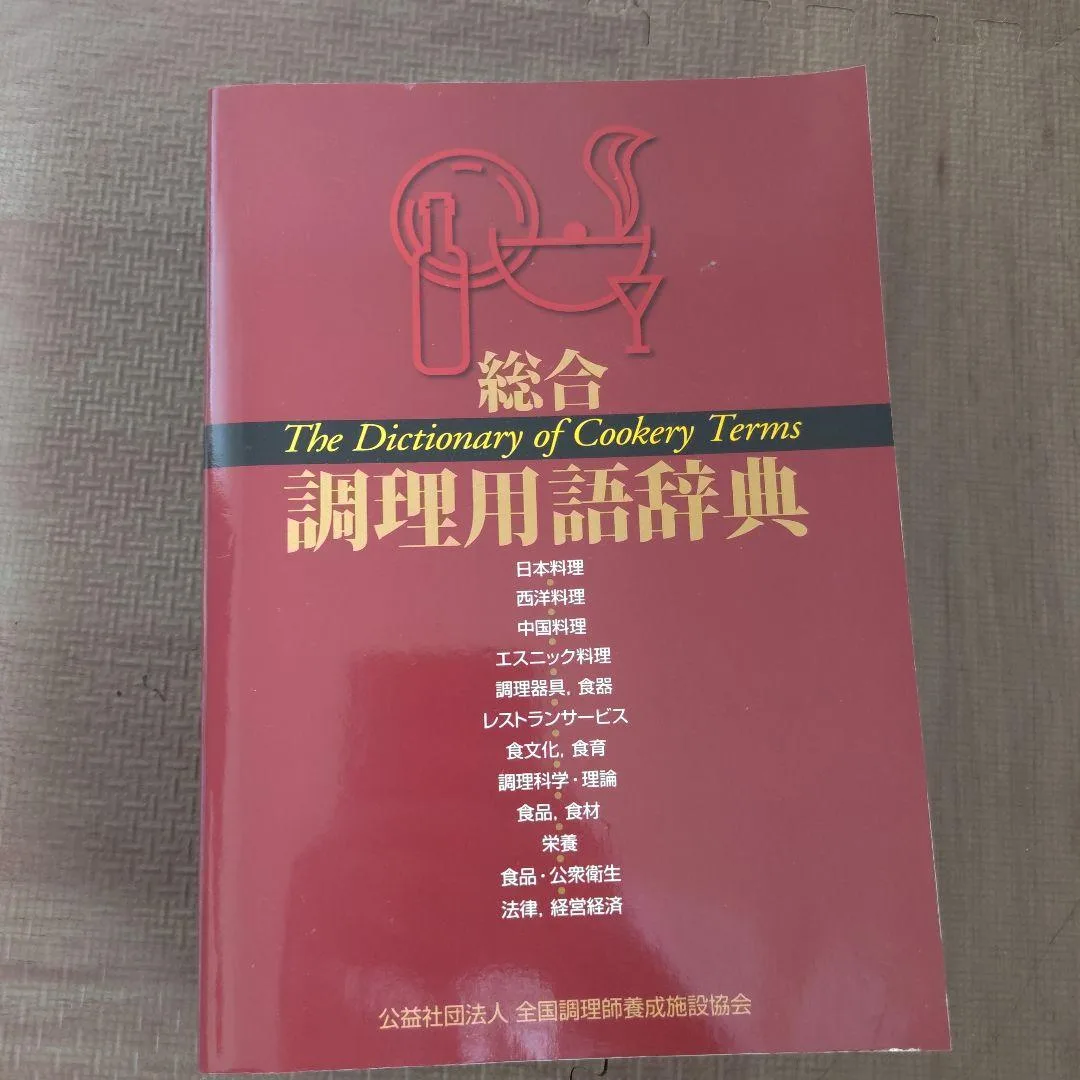 総合
The Dictionary of Cookery Terms
調理用語辞典
日本料理
西洋料理
中国料理
エスニック料理
調理器具, 食器
レストランサービス
食文化, 食育
調理科学・理論
食品, 食材
栄養
食品・公衆衛生
法律, 経営経済
公益社団法人 全国調理師養成施設協会